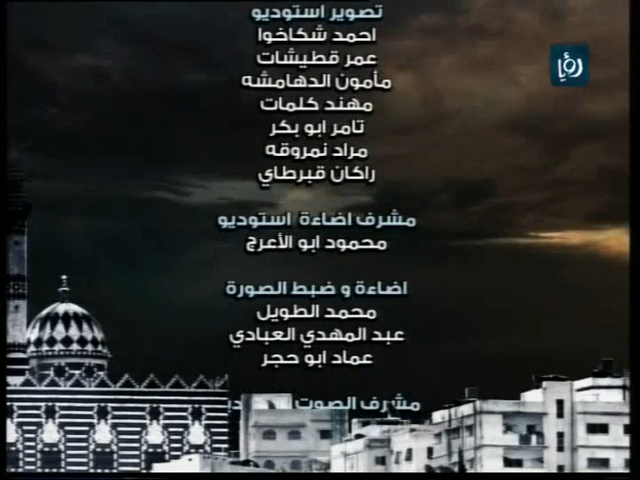 تصوير استوديو
احمد شكاخوا
عمر قطيشات
مأمون الدهامشه
مهند كلمات
تامر ابو بكر
مراد نمروقه
راكان قبرطاي
رؤيا
مشرف اضاءة استوديو
محمود ابو الأعرج
اضاءة و ضبط الصورة
محمد الطويل
عبد المهدي العبادي
عماد ابو حجر
مشرف الصوت